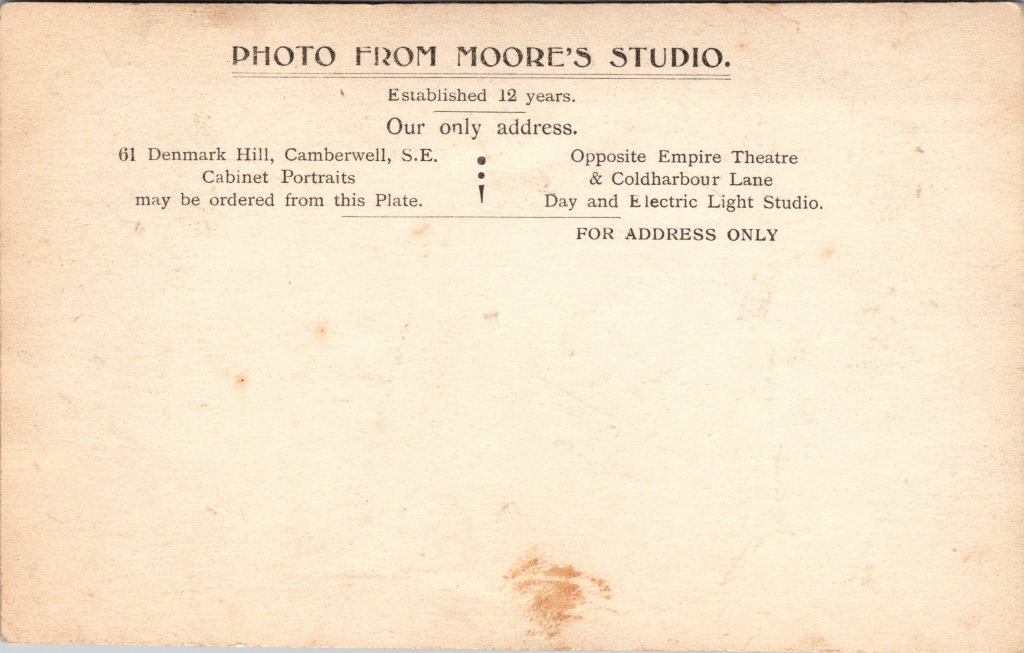 PHOTO FROM MOORE'S STUDIO.
Established 12 years.
Our only address.
61 Denmark Hill, Camberwell, S.E.
Cabinet Portraits
may be ordered from this Plate.
Opposite Empire Theatre
& Coldharbour Lane
Day and Electric Light Studio.
FOR ADDRESS ONLY